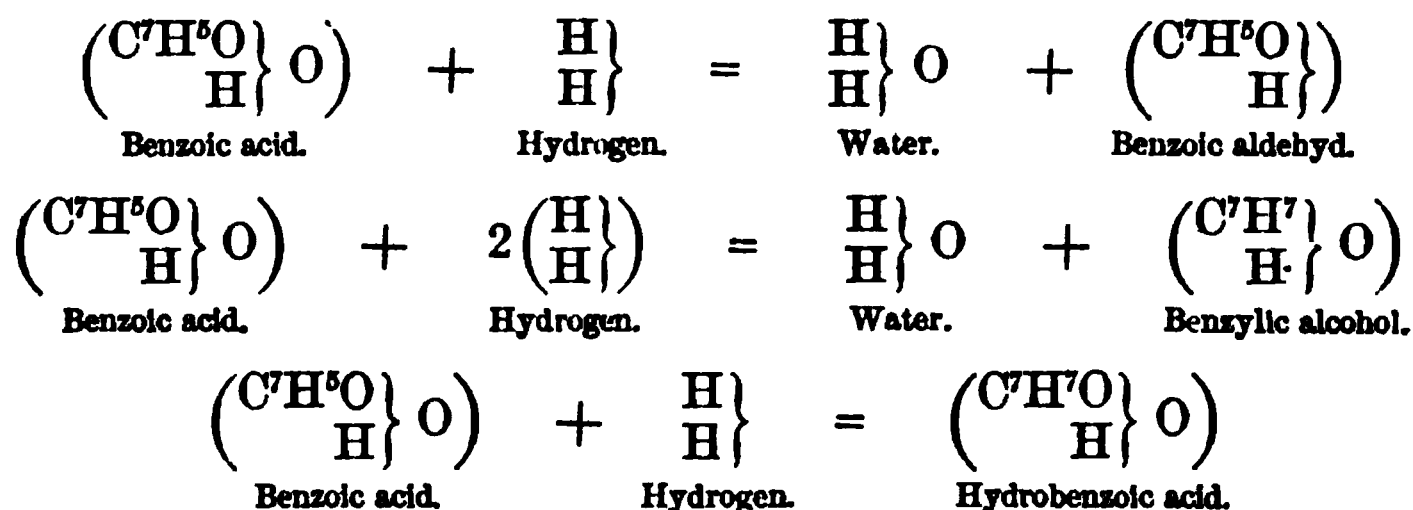 (C⁷H⁵O H} O) + H H} = H H} O + (C⁷H⁵O H})
Benzoic acid. Hydrogen. Water. Benzoic aldehyd.
(C⁷H⁵O H} O) + 2(H H}) = H H} O + (C⁷H⁷ H·} O)
Benzoic acid. Hydrogen. Water. Benzylic alcohol.
(C⁷H⁵O H} O) + H H} = (C⁷H⁷O H} O)
Benzoic acid. Hydrogen. Hydrobenzoic acid.